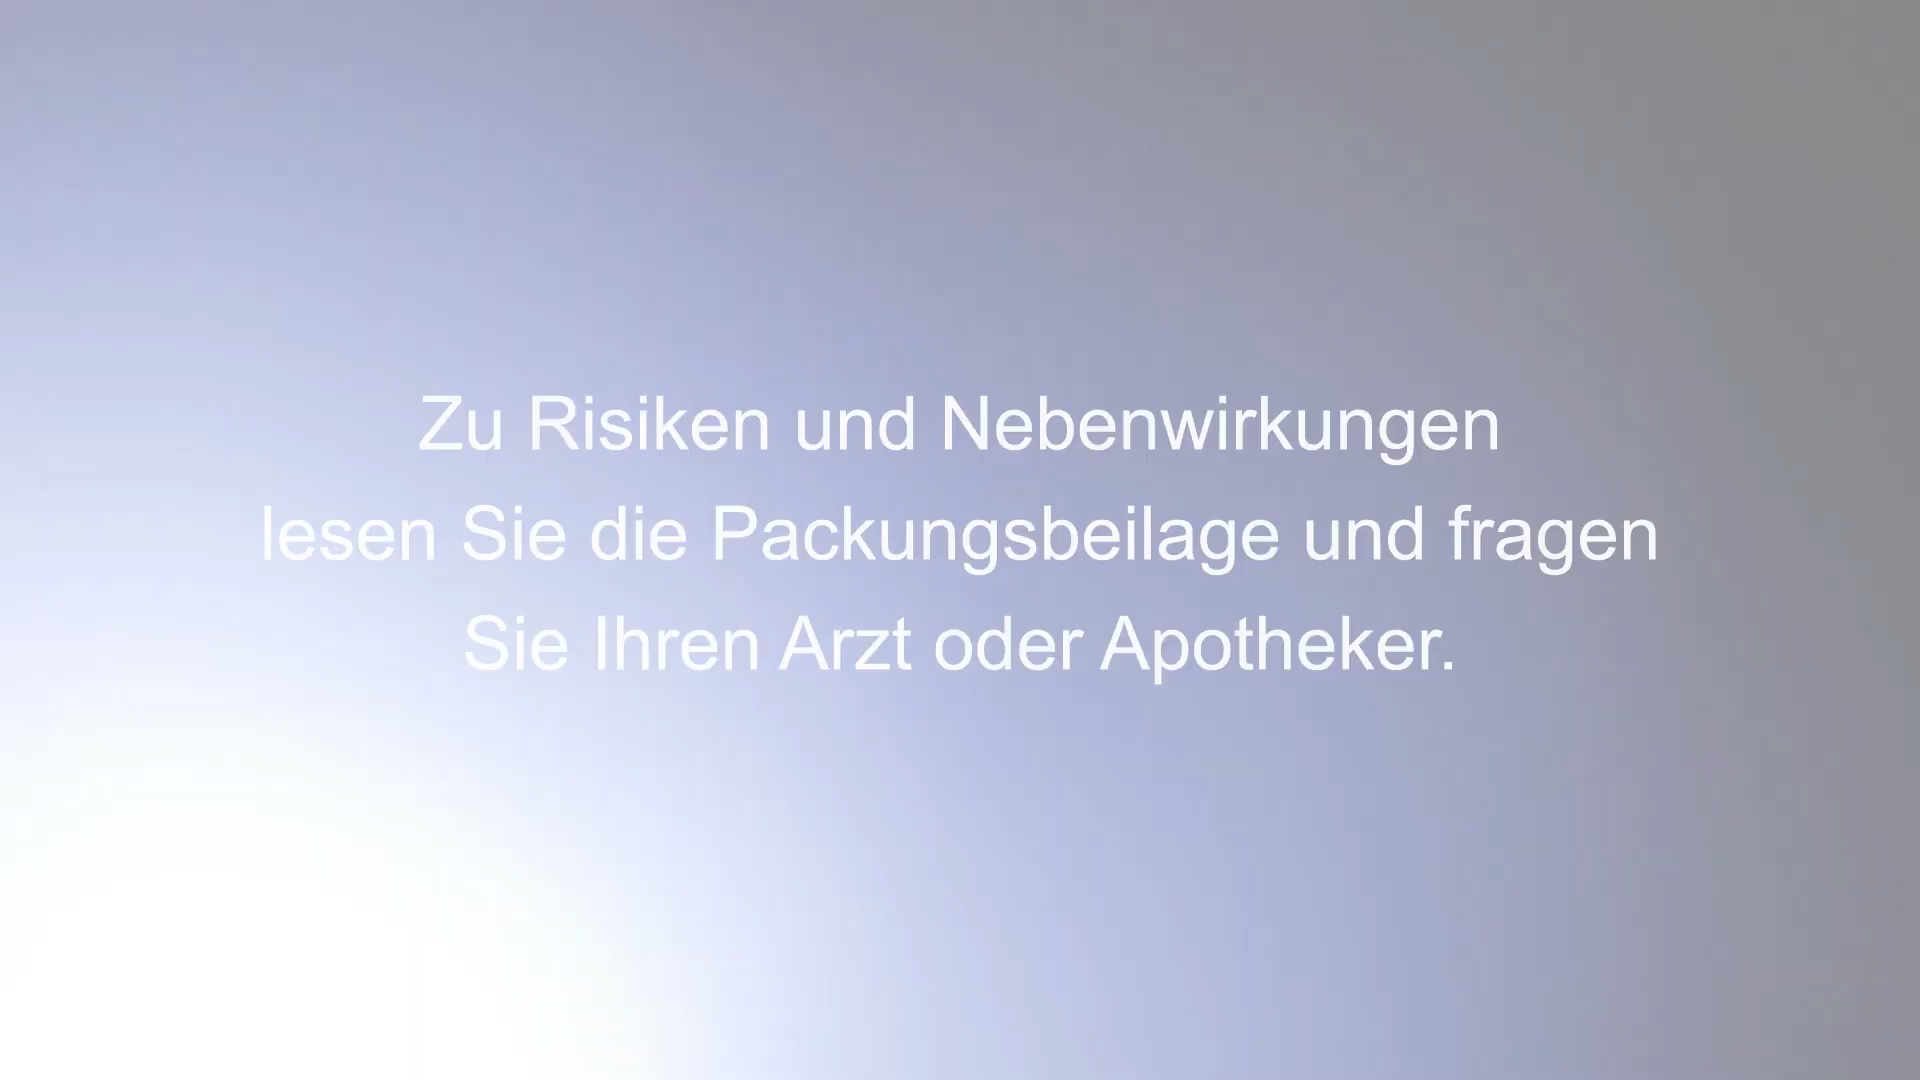 Zu Risiken und Nebenwirkungen
lesen Sie die Packungsbeilage und fragen
Sie Ihren Arzt oder Apotheker.